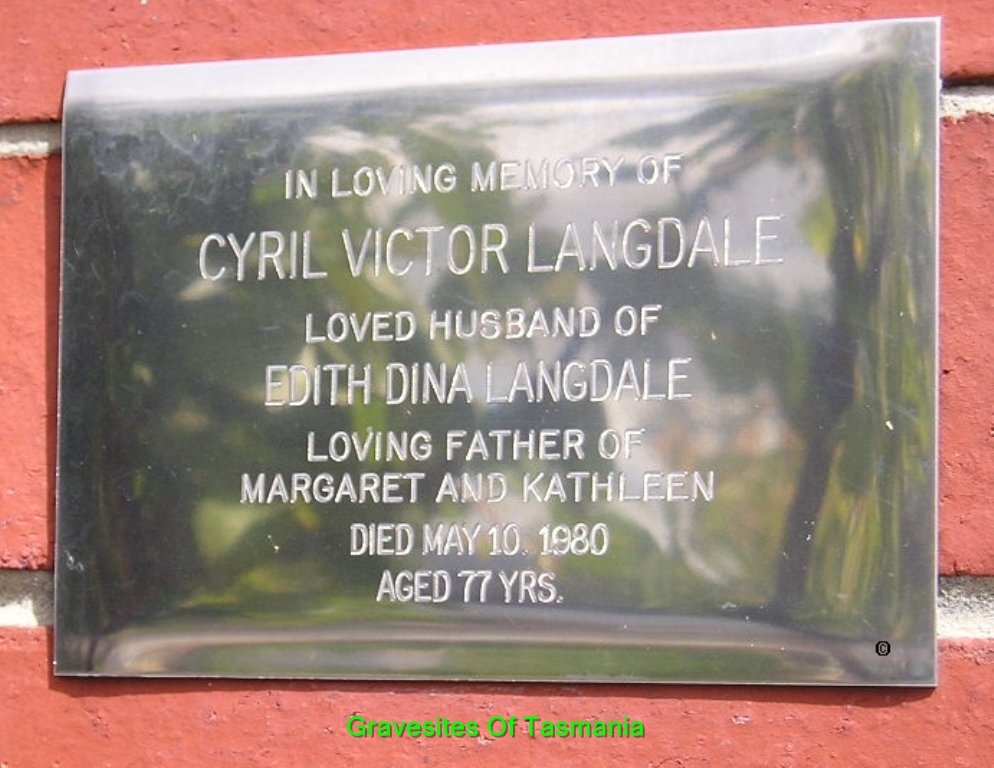 IN LOVING MEMORY OF
CYRIL VICTOR LANGDALE
LOVED HUSBAND OF
EDITH DINA LANGDALE
LOVING FATHER OF
MARGARET AND KATHLEEN
DIED MAY 10. 1980
AGED 77 YRS.
©
Gravesites Of Tasmania